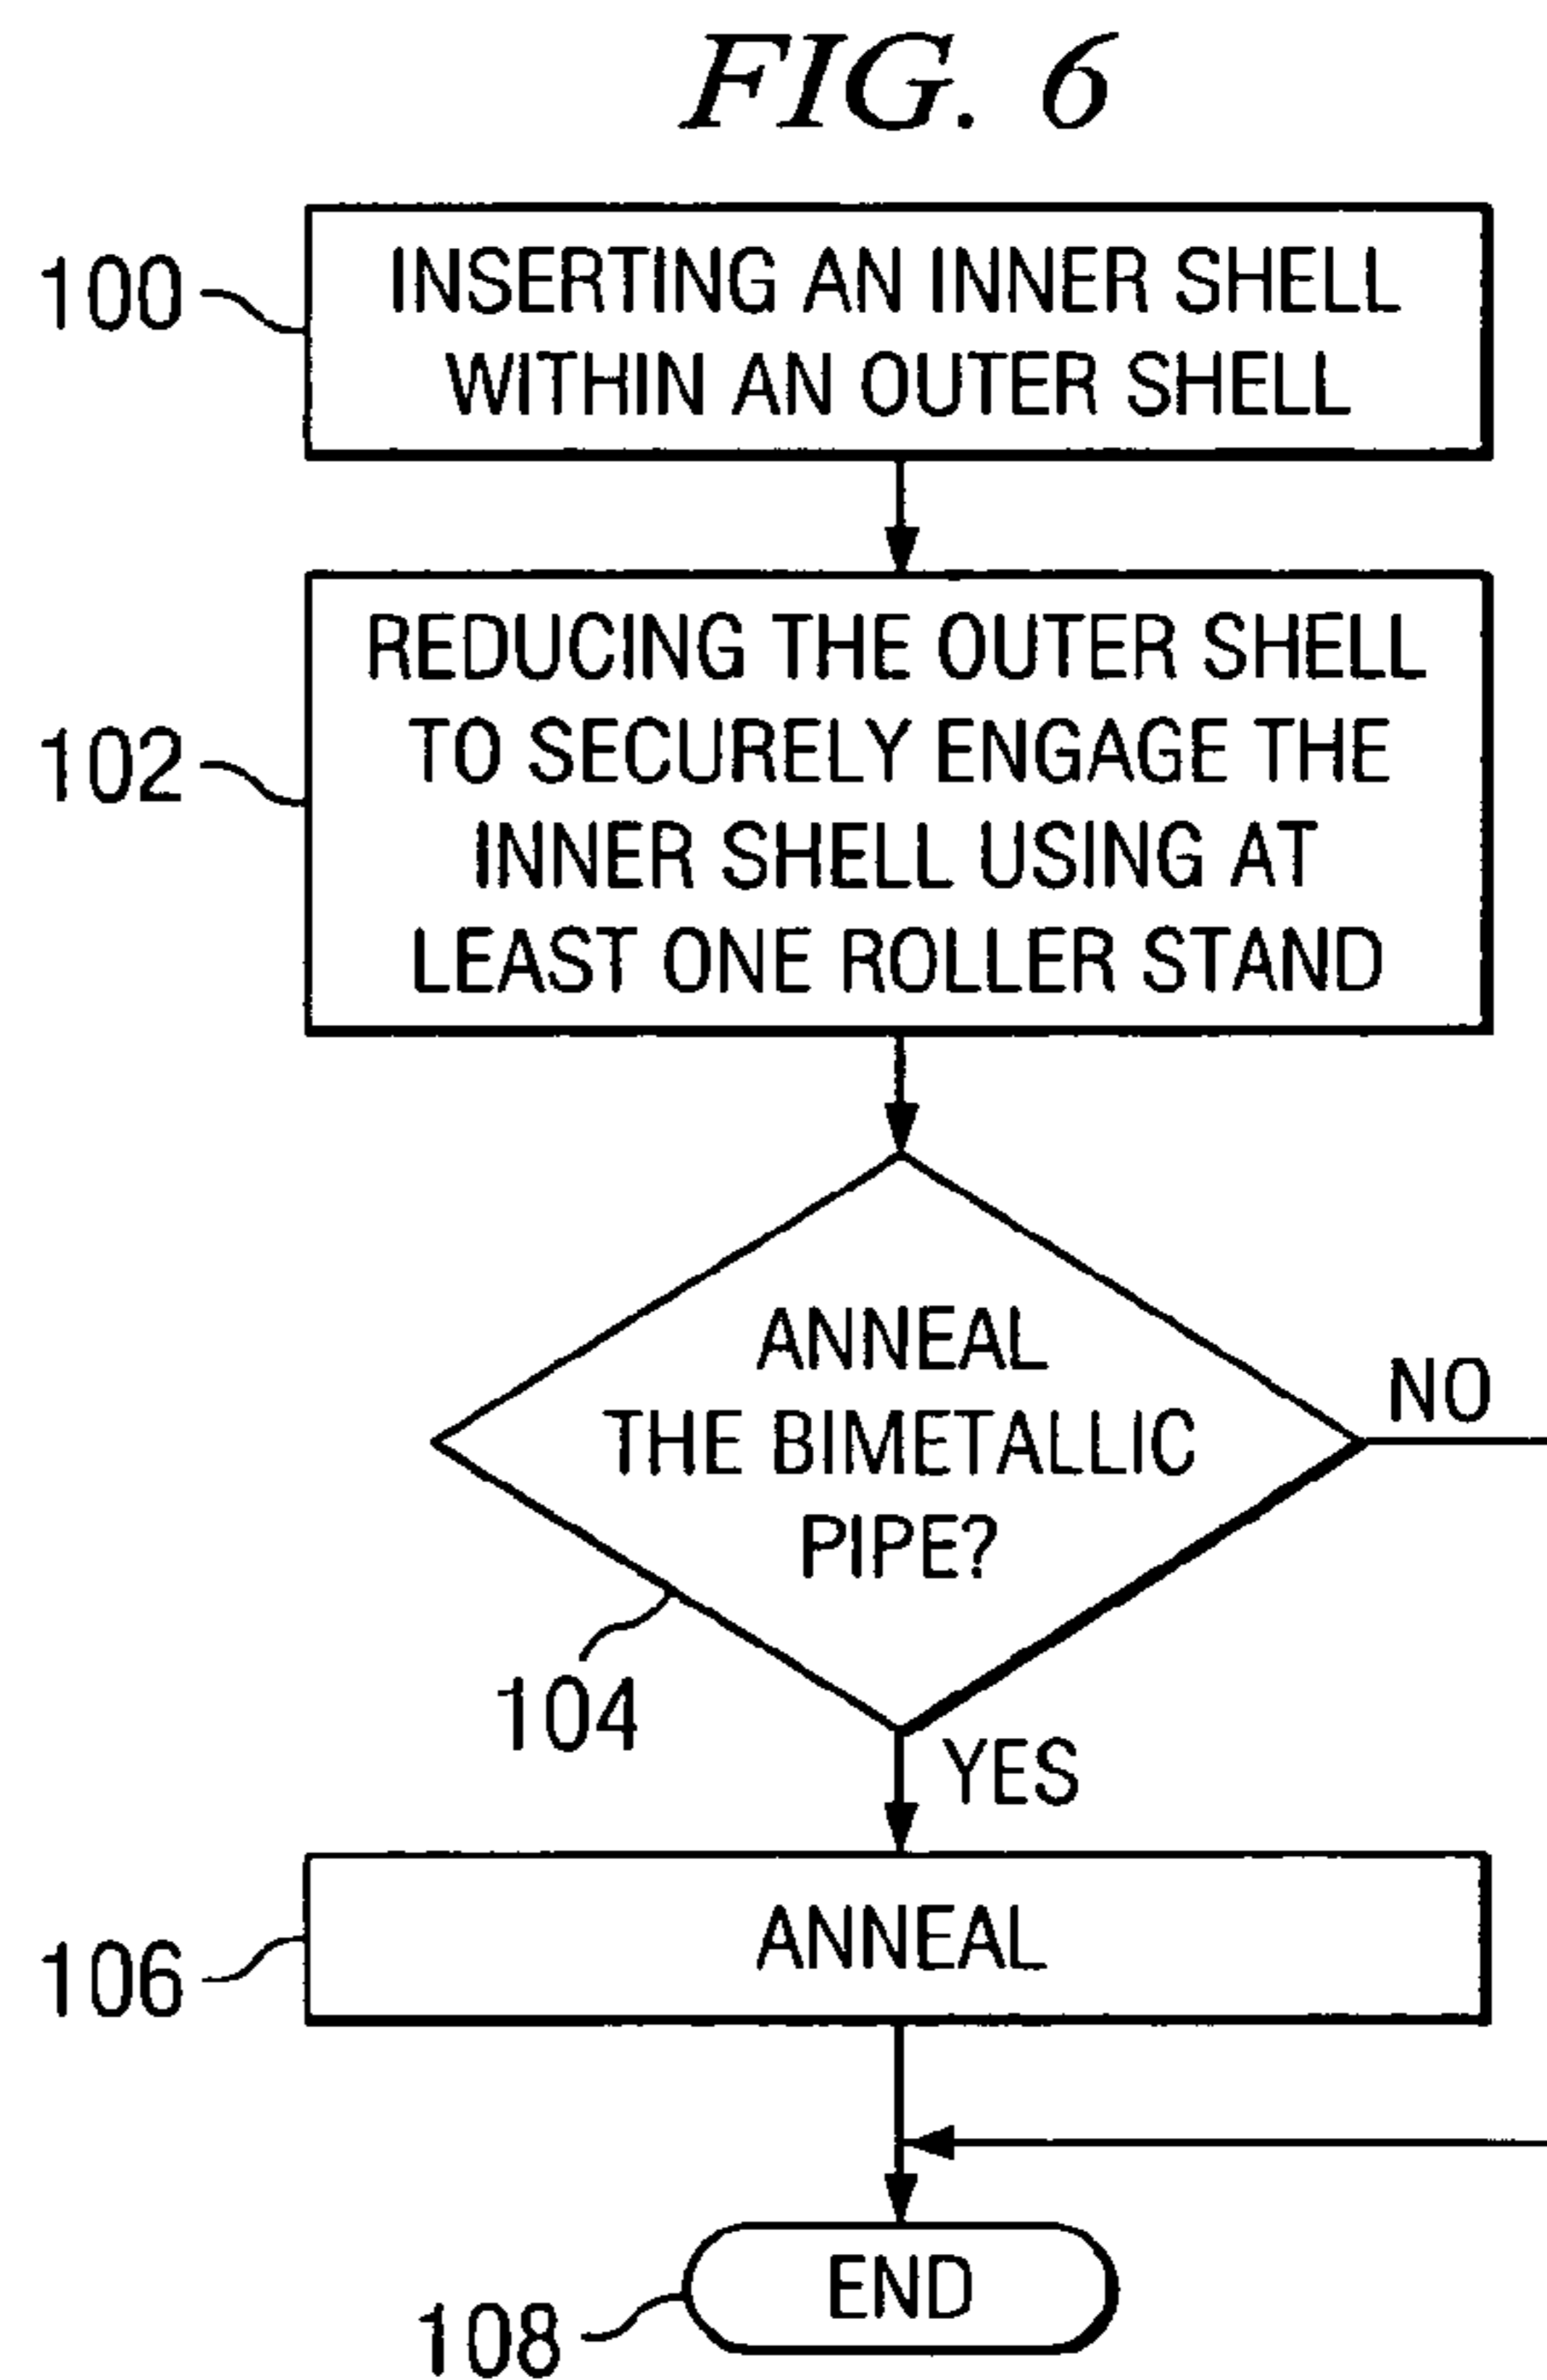 FIG. 6
100
INSERTING AN INNER SHELL
WITHIN AN OUTER SHELL
102
REDUCING THE OUTER SHELL
TO SECURELY ENGAGE THE
INNER SHELL USING AT
LEAST ONE ROLLER STAND
ANNEAL
THE BIMETALLIC
PIPE?
NO
104
YES
106
ANNEAL
END
108